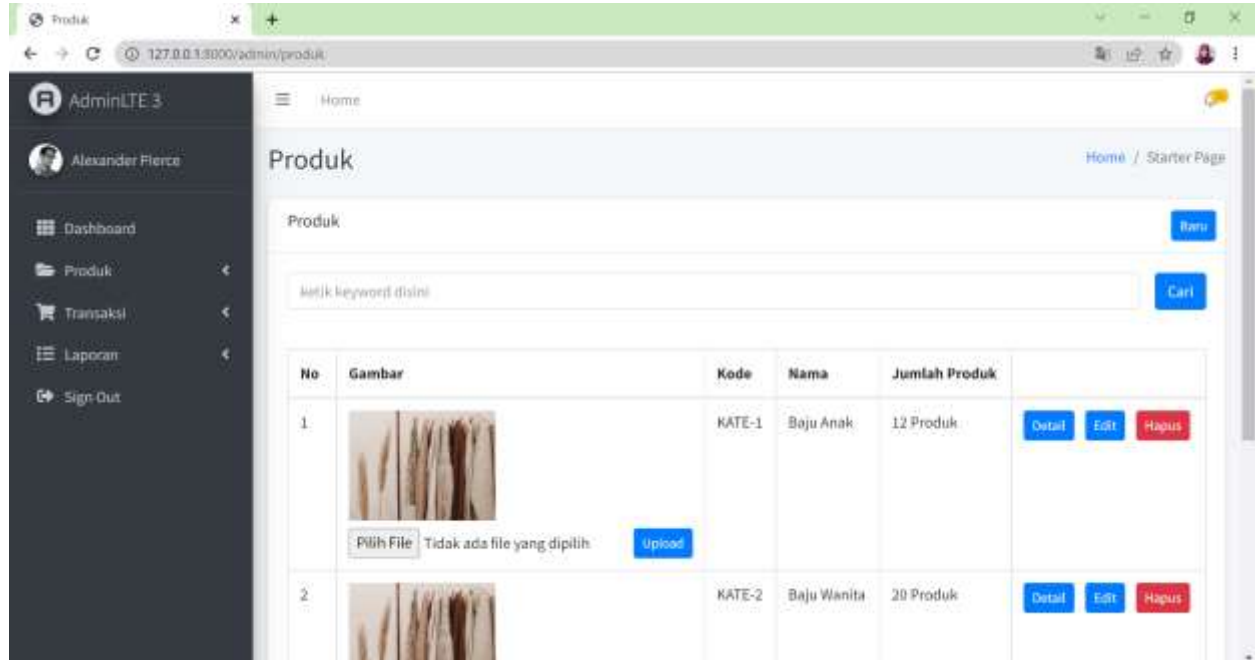 Produk
127.0.0.1:8000/admin/produk
AdminLTE 3
Home
Alexander Pierce
Produk
Home / Starter Page
Dashboard
Produk
Transaksi
Laporan
Sign Out
Produk
Baru
ketik keyword disini
Cari
No Gambar Kode Nama Jumlah Produk
1 KATE-1 Baju Anak 12 Produk Detail Edit Hapus
Pilih File Tidak ada file yang dipilih Upload
2 KATE-2 Baju Wanita 20 Produk Detail Edit Hapus